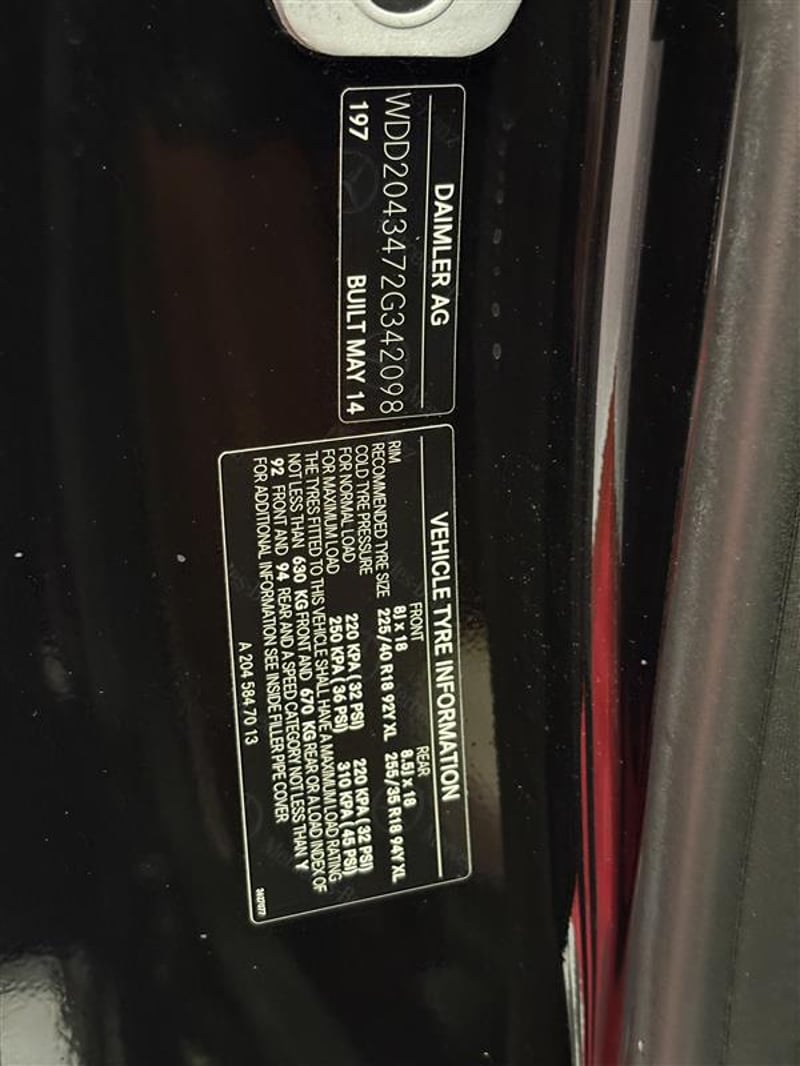 DAIMLER AG
WDD2043472G342098
197 BUILT MAY 14
VEHICLE TYRE INFORMATION
FRONT REAR
RIM 8J x 18 8.5J x 18
RECOMMENDED TYRE SIZE 225/40 R18 92Y XL 255/35 R18 94Y XL
COLD TYRE PRESSURE
FOR NORMAL LOAD 220 KPA (32 PSI) 220 KPA (32 PSI)
FOR MAXIMUM LOAD 250 KPA (36 PSI) 310 KPA (45 PSI)
THE TYRES FITTED TO THIS VEHICLE SHALL HAVE A MAXIMUM LOAD RATING
NOT LESS THAN 630 KG FRONT AND 670 KG REAR OR A LOAD INDEX OF
92 FRONT AND 94 REAR AND A SPEED CATEGORY NOT LESS THAN Y
FOR ADDITIONAL INFORMATION SEE INSIDE FILLER PIPE COVER
A 204 584 70 13